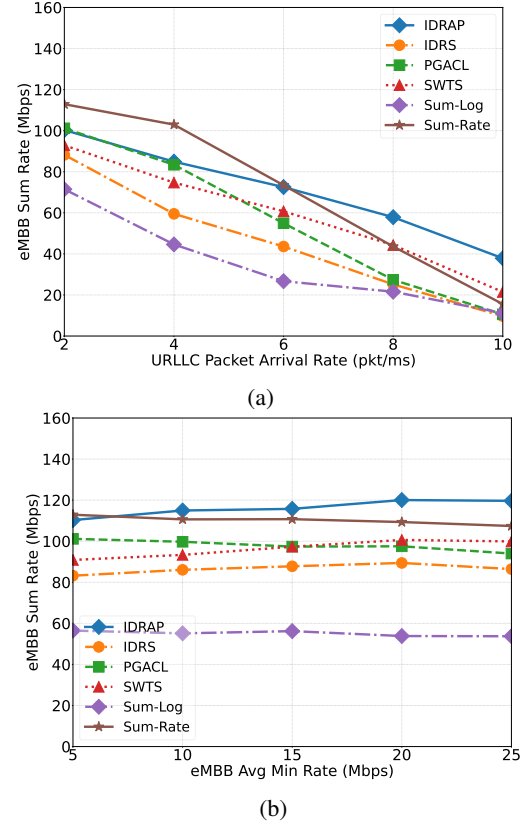 160
140
120
100
80
60
40
20
0
eMBB Sum Rate (Mbps)
IDRAP
IDRS
PGACL
SWTS
Sum-Log
Sum-Rate
2 4 6 8 10
URLLC Packet Arrival Rate (pkt/ms)
(a)
160
140
120
100
80
60
40
20
0
eMBB Sum Rate (Mbps)
IDRAP
IDRS
PGACL
SWTS
Sum-Log
Sum-Rate
5 10 15 20 25
eMBB Avg Min Rate (Mbps)
(b)